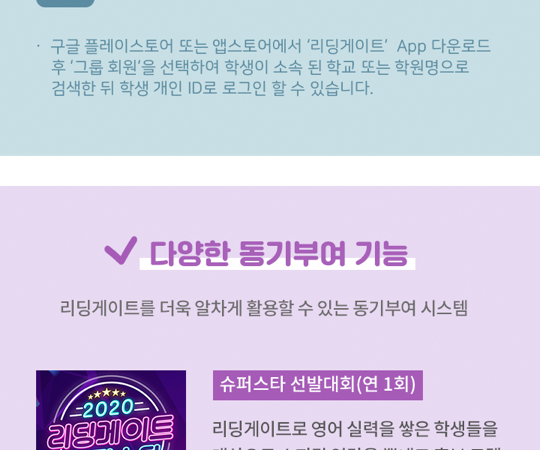 · 구글 플레이스토어 또는 앱스토어에서 ‘리딩게이트’ App 다운로드
후 ‘그룹 회원’을 선택하여 학생이 소속 된 학교 또는 학원명으로
검색한 뒤 학생 개인 ID로 로그인 할 수 있습니다.
다양한 동기부여 기능
리딩게이트를 더욱 알차게 활용할 수 있는 동기부여 시스템
2020
리딩게이트
슈퍼스타 선발대회(연 1회)
리딩게이트로 영어 실력을 쌓은 학생들을